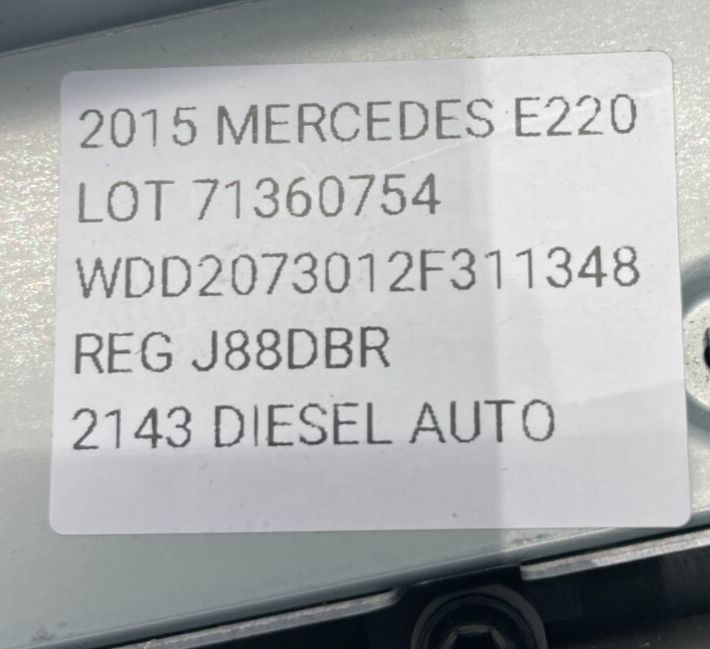 2015 MERCEDES E220
LOT 71360754
WDD2073012F311348
REG J88DBR
2143 DIESEL AUTO